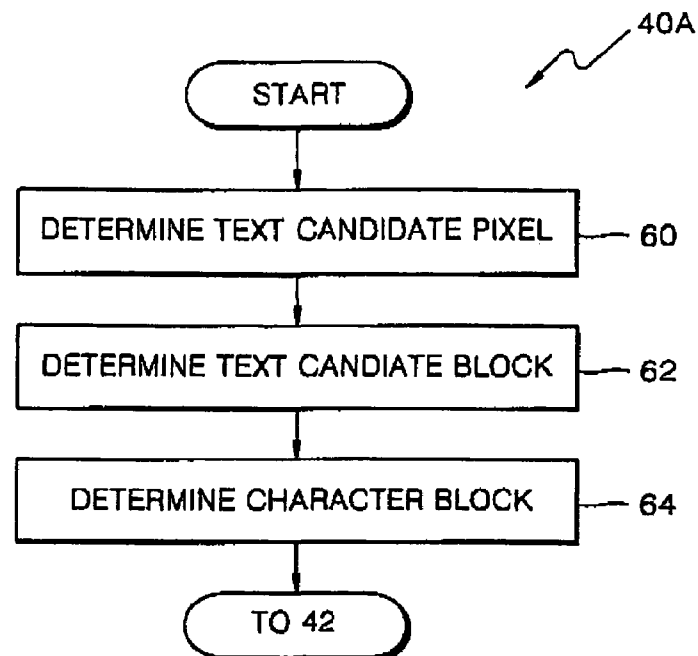 40A
START
DETERMINE TEXT CANDIDATE PIXEL 60
DETERMINE TEXT CANDIATE BLOCK 62
DETERMINE CHARACTER BLOCK 64
TO 42